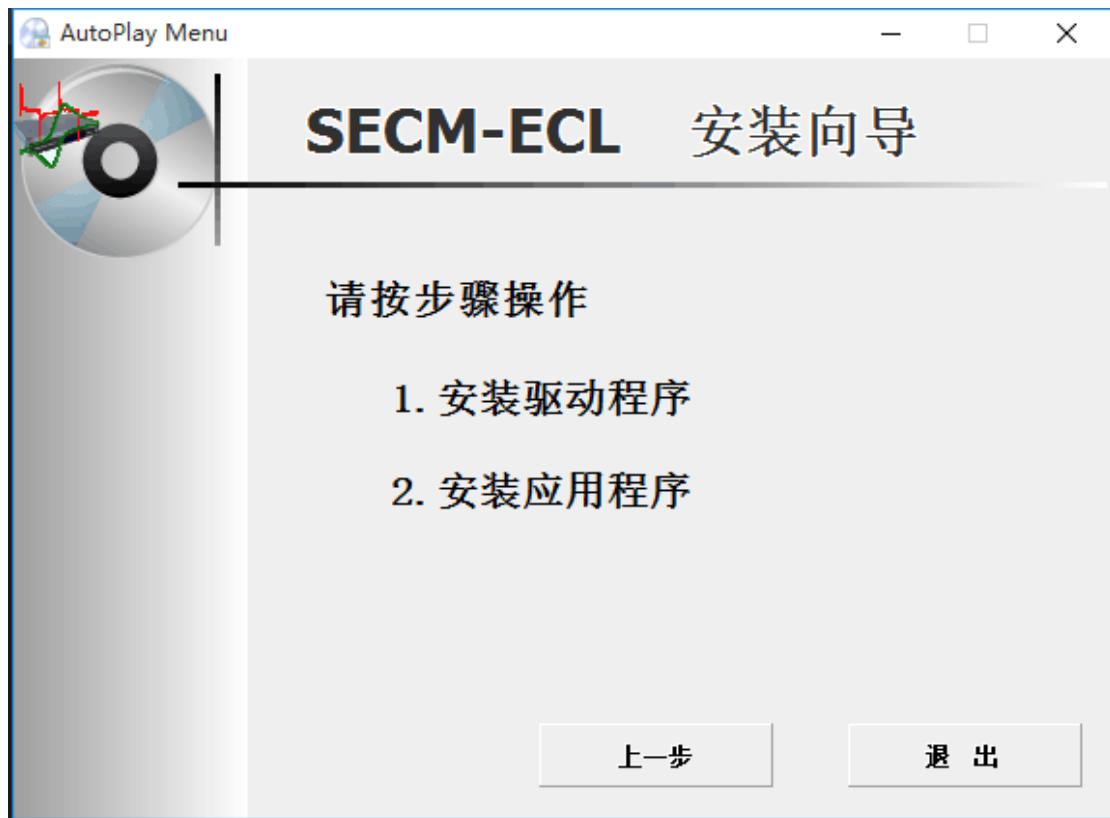 AutoPlay Menu
SECM-ECL 安装向导
请按步骤操作
1. 安装驱动程序
2. 安装应用程序
上一步 退 出